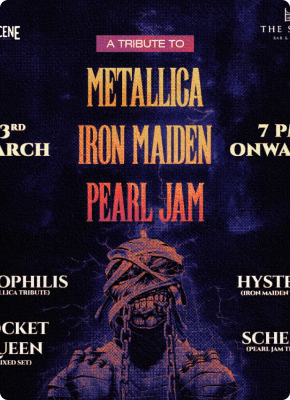 CENE
THE S
BAR &
A TRIBUTE TO
METALLICA
IRON MAIDEN
PEARL JAM
3RD
ARCH
7 P
ONWA
OPHILIS
LLICA TRIBUTE)
HYSTE
(IRON MAIDEN
OCKET
UEEN
IXED SET)
SCHE
(PEARL JAM T